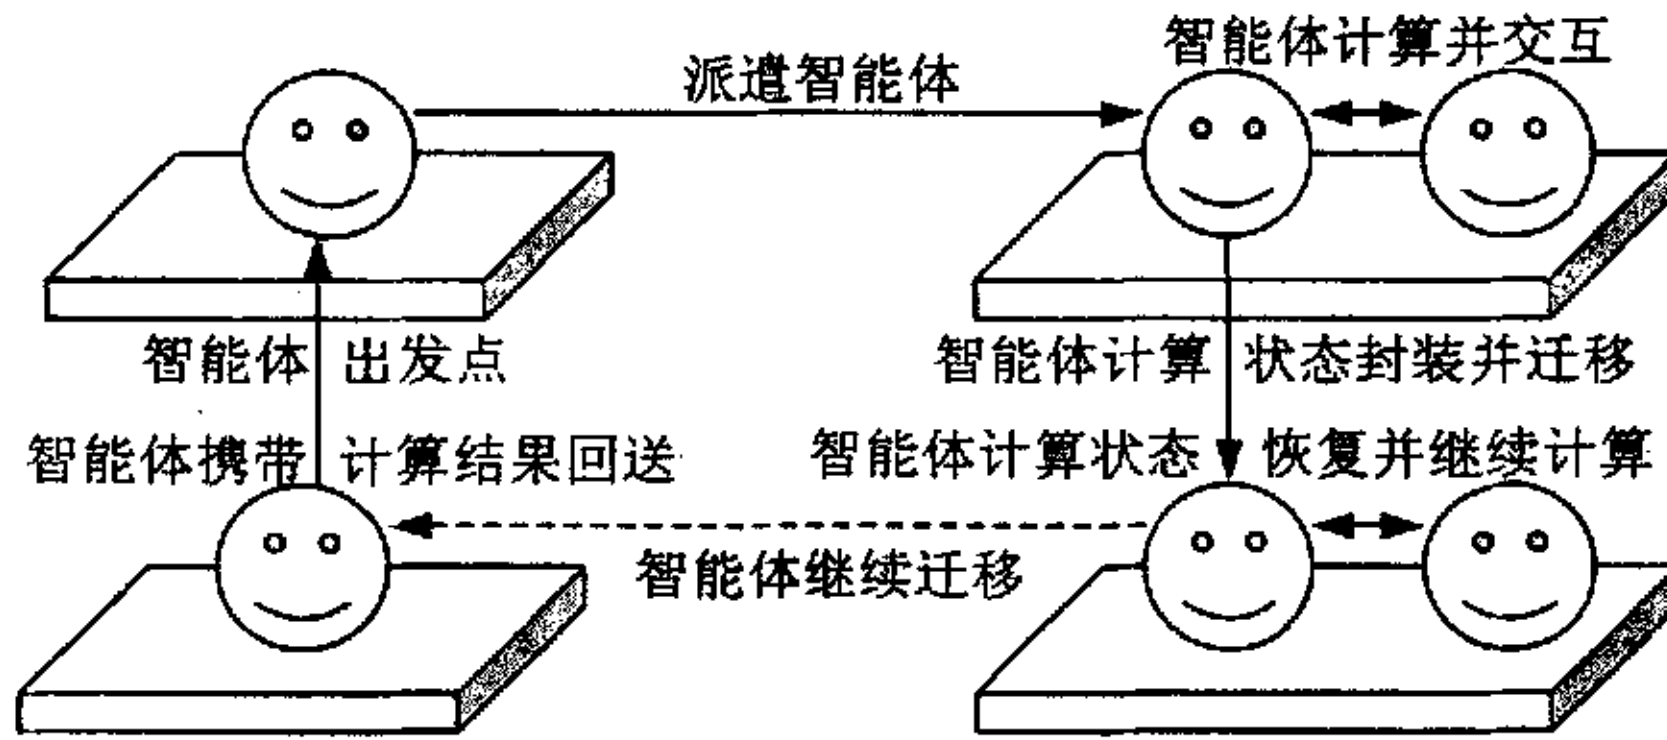 智能体计算并交互
派遣智能体
智能体 出发点
智能体计算 状态封装并迁移
智能体携带 计算结果回送
智能体计算状态 恢复并继续计算
智能体继续迁移